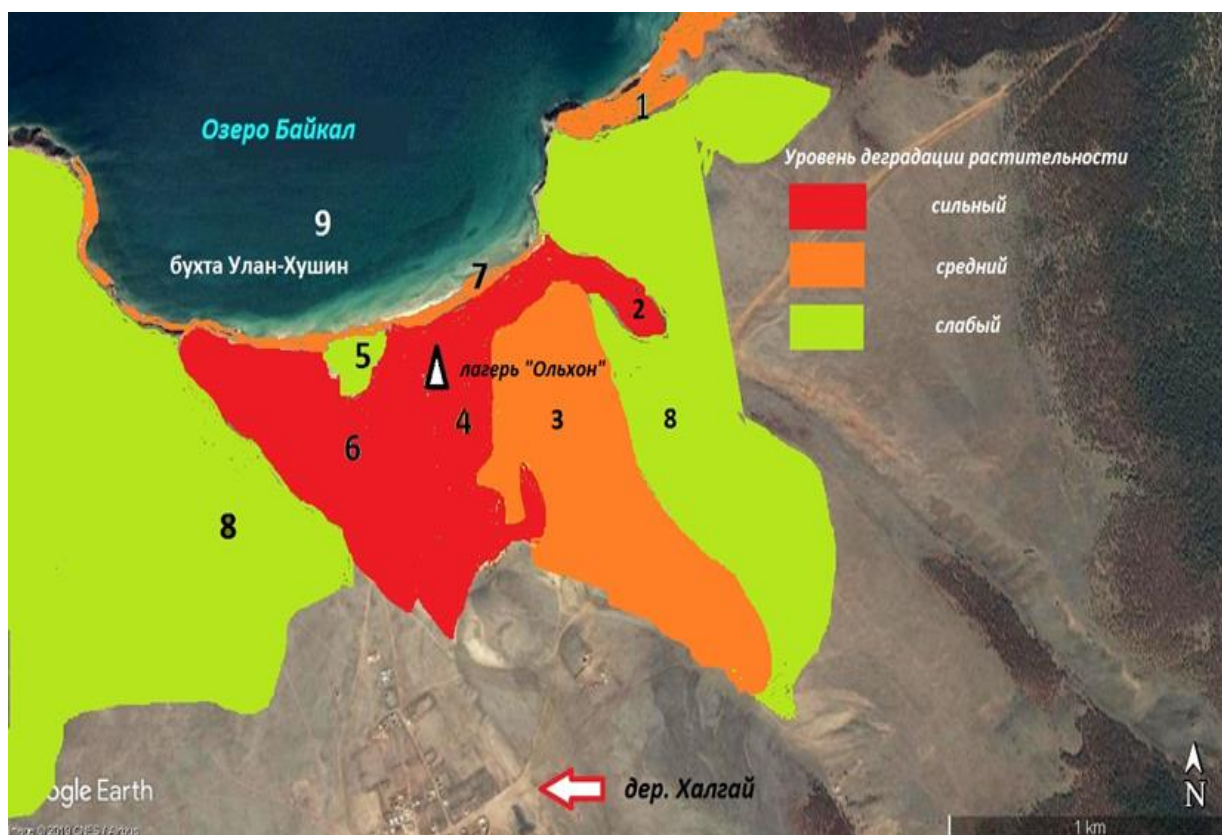 Озеро Байкал
1
Уровень деградации растительности
сильный
9
бухта Улан-Хушин
средний
7
2
слабый
5
лагерь "Ольхон"
4
3
8
6
8
N
ogle Earth
дер. Халгай
1 km